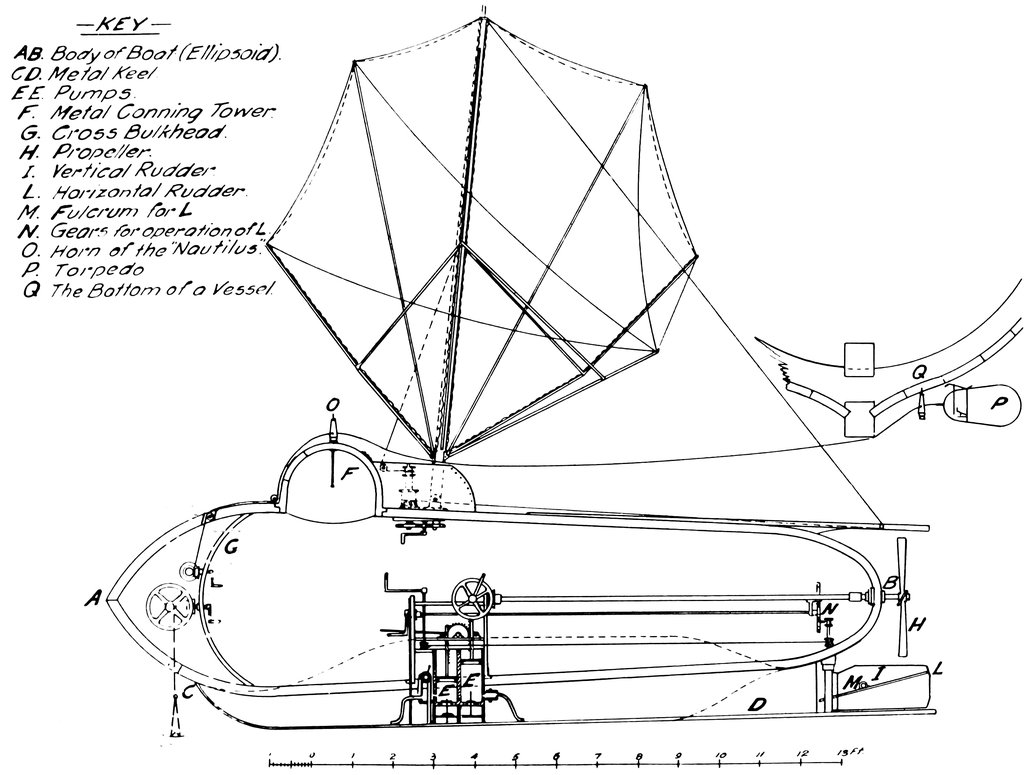 —KEY—
AB. Body of Boat (Ellipsoid).
CD. Metal Keel
EE. Pumps.
F. Metal Conning Tower.
G. Cross Bulkhead.
H. Propeller.
I. Vertical Rudder
L. Horizontal Rudder.
M. Fulcrum for L
N. Gears for operation of L.
O. Horn of the "Nautilus."
P. Torpedo
Q The Bottom of a Vessel.
Q
P
O
F
G
A
B
N
H
E E
C
M I L
D
1 0 1 2 3 4 5 6 7 8 9 10 11 12 13 Ft